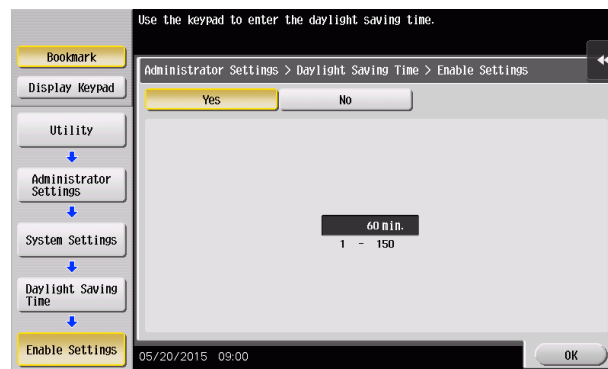 Use the keypad to enter the daylight saving time.
Bookmark
Display Keypad
Utility
Administrator
Settings
System Settings
Daylight Saving
Time
Enable Settings
Administrator Settings > Daylight Saving Time > Enable Settings
Yes
No
60 min.
1 - 150
05/20/2015 09:00
OK